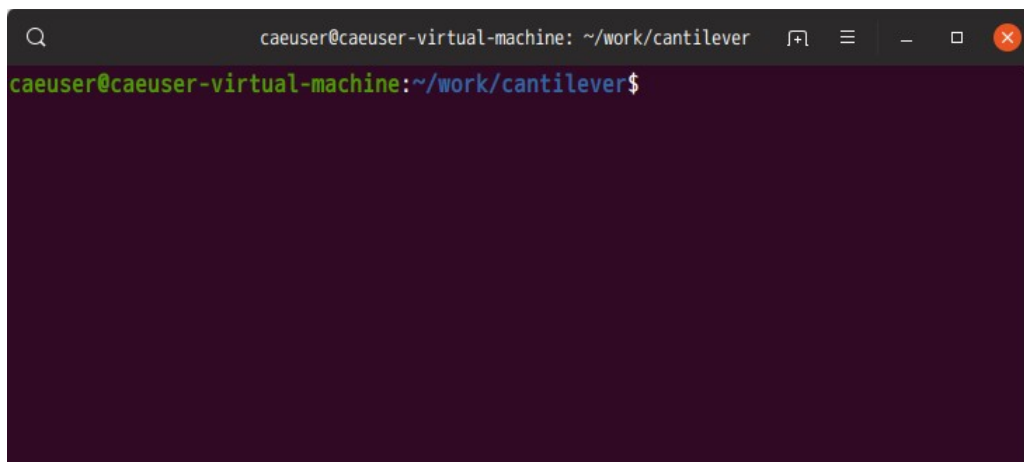 caeuser@caeuser-virtual-machine: ~/work/cantilever
caeuser@caeuser-virtual-machine:~/work/cantilever$